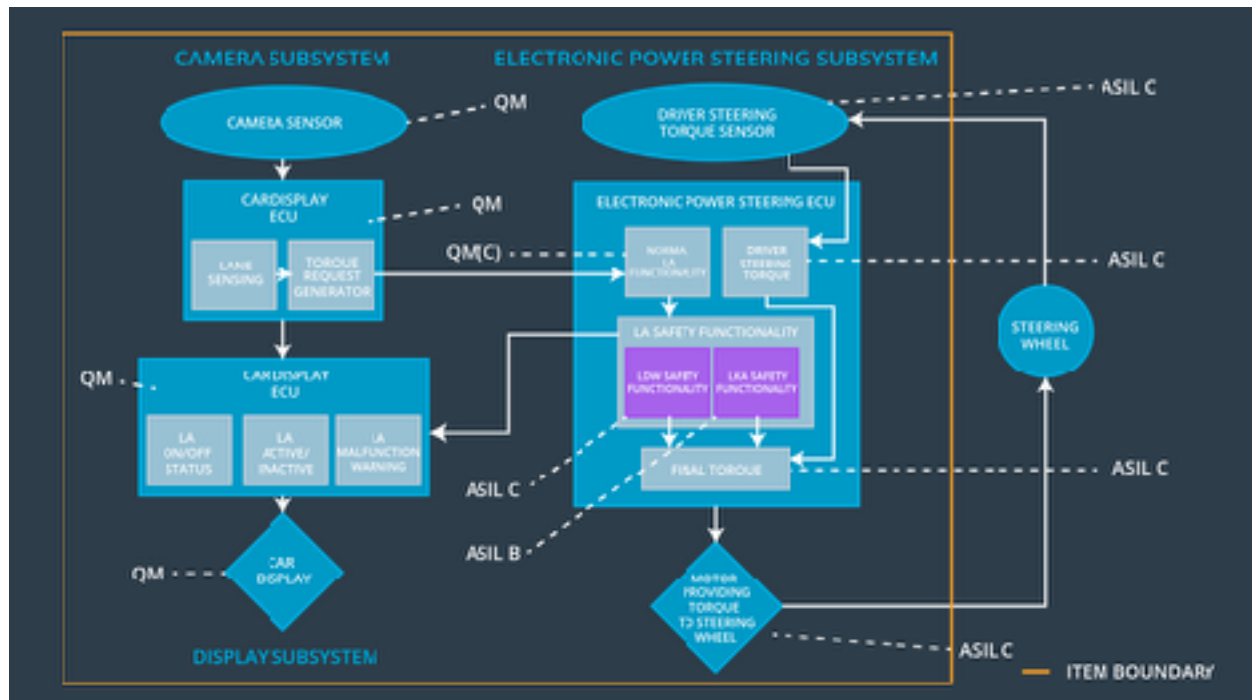 CAMERA SUBSYSTEM
ELECTRONIC POWER STEERING SUBSYSTEM
CAMERA SENSOR
QM
DRIVER STEERING
TORQUE SENSOR
ASIL C
CARDISPLAY
ECU
QM
LANE
SENSING
TORQUE
REQUEST
GENERATOR
ELECTRONIC POWER STEERING ECU
QM(C)
NORMAL
LA
FUNCTIONALITY
DRIVER
STEERING
TORQUE
ASIL C
LA SAFETY FUNCTIONALITY
LDW SAFETY
FUNCTIONALITY
LKA SAFETY
FUNCTIONALITY
STEERING
WHEEL
QM
CARDISPLAY
ECU
LA
ON/OFF
STATUS
LA
ACTIVE/
INACTIVE
LA
MALFUNCTION
WARNING
FINAL TORQUE
ASIL C
ASIL C
ASIL B
QM
CAR
DISPLAY
MOTOR
PROVIDING
TORQUE
TO STEERING
WHEEL
ASIL C
DISPLAY SUBSYSTEM
ITEM BOUNDARY